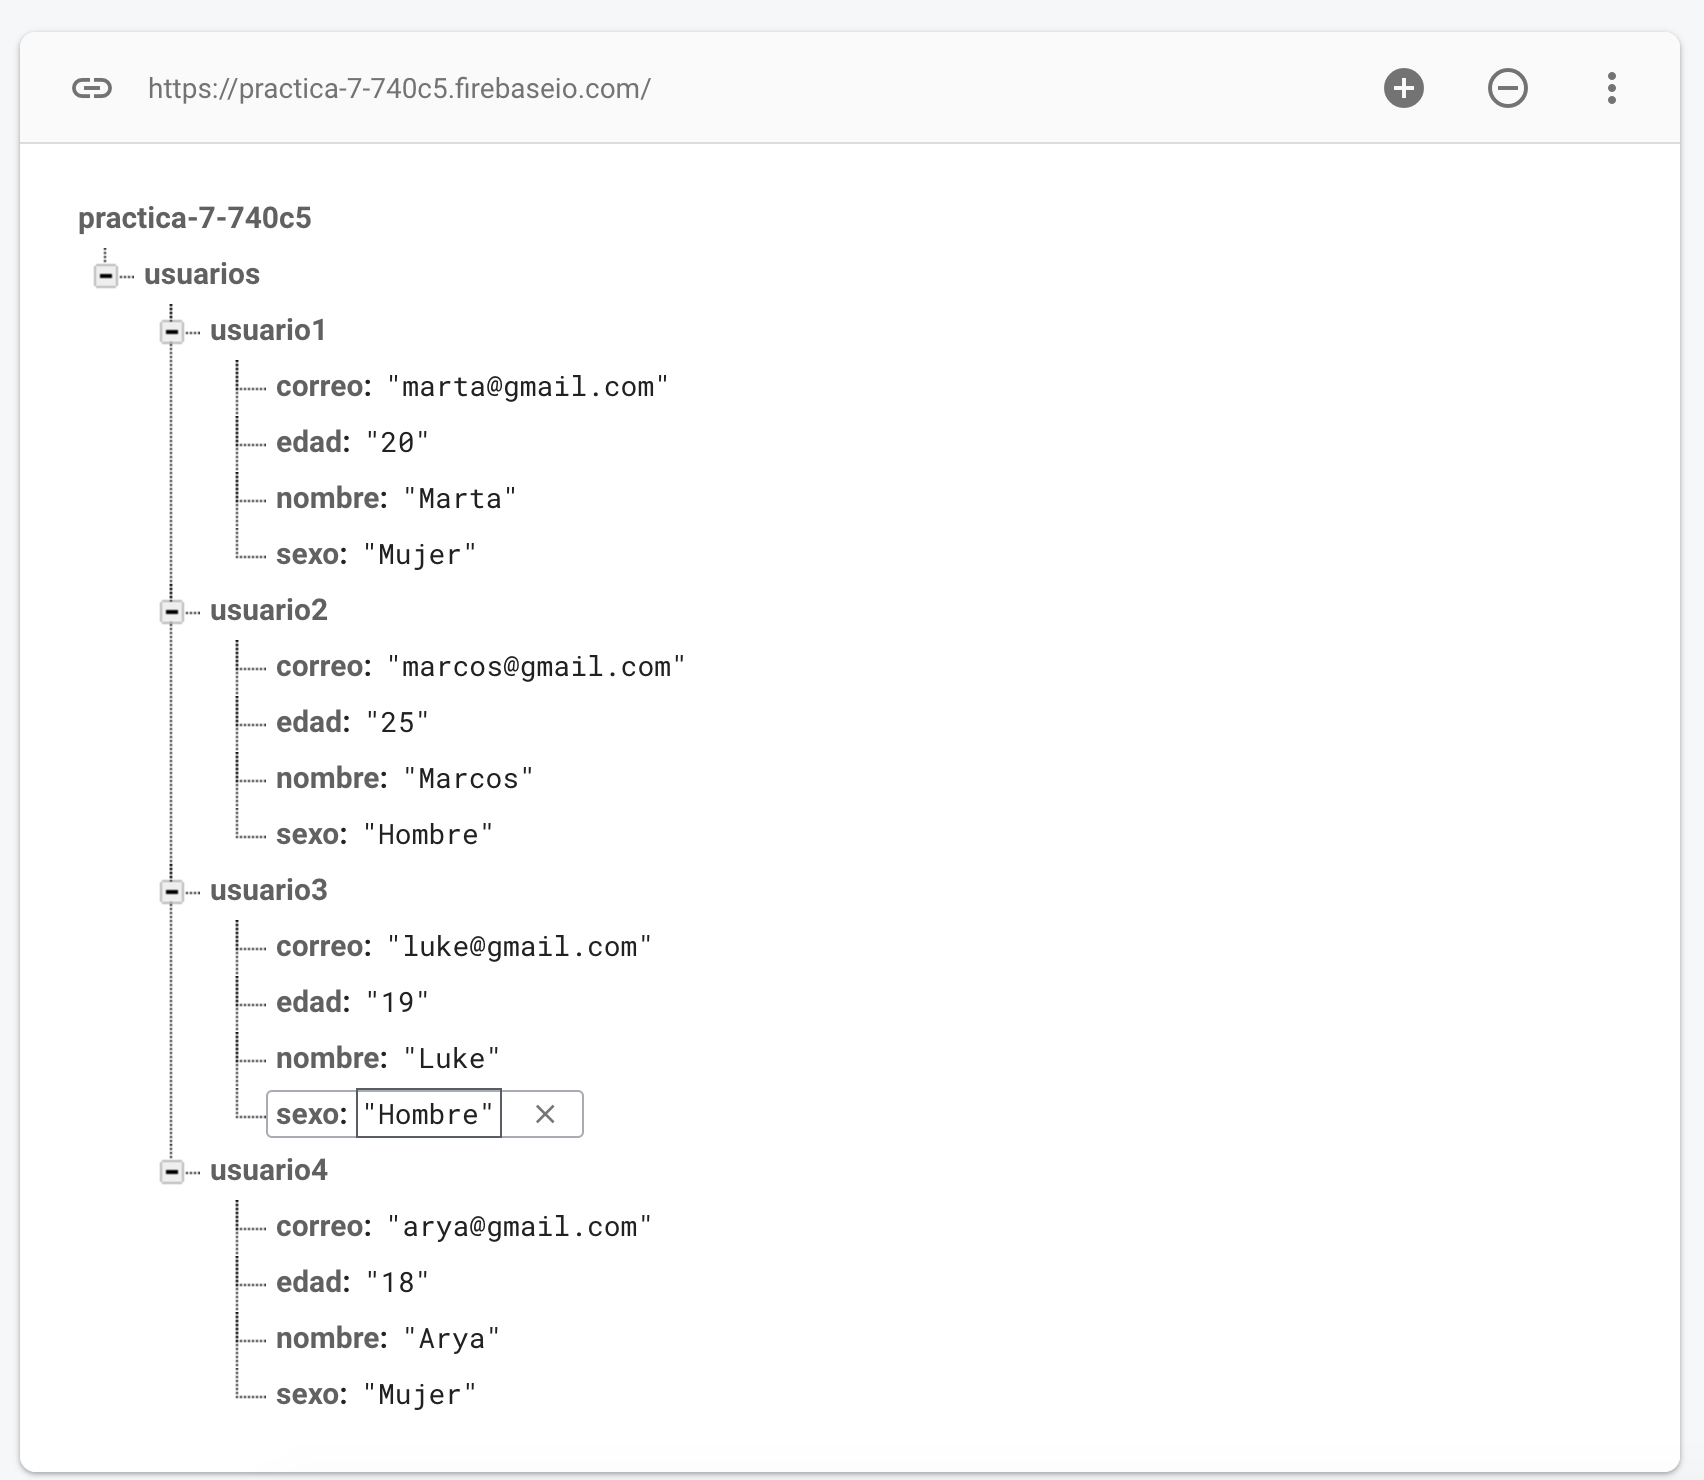 https://practica-7-740c5.firebaseio.com/
practica-7-740c5
usuarios
usuario1
correo: "marta@gmail.com"
edad: "20"
nombre: "Marta"
sexo: "Mujer"
usuario2
correo: "marcos@gmail.com"
edad: "25"
nombre: "Marcos"
sexo: "Hombre"
usuario3
correo: "luke@gmail.com"
edad: "19"
nombre: "Luke"
sexo: "Hombre"
usuario4
correo: "arya@gmail.com"
edad: "18"
nombre: "Arya"
sexo: "Mujer"